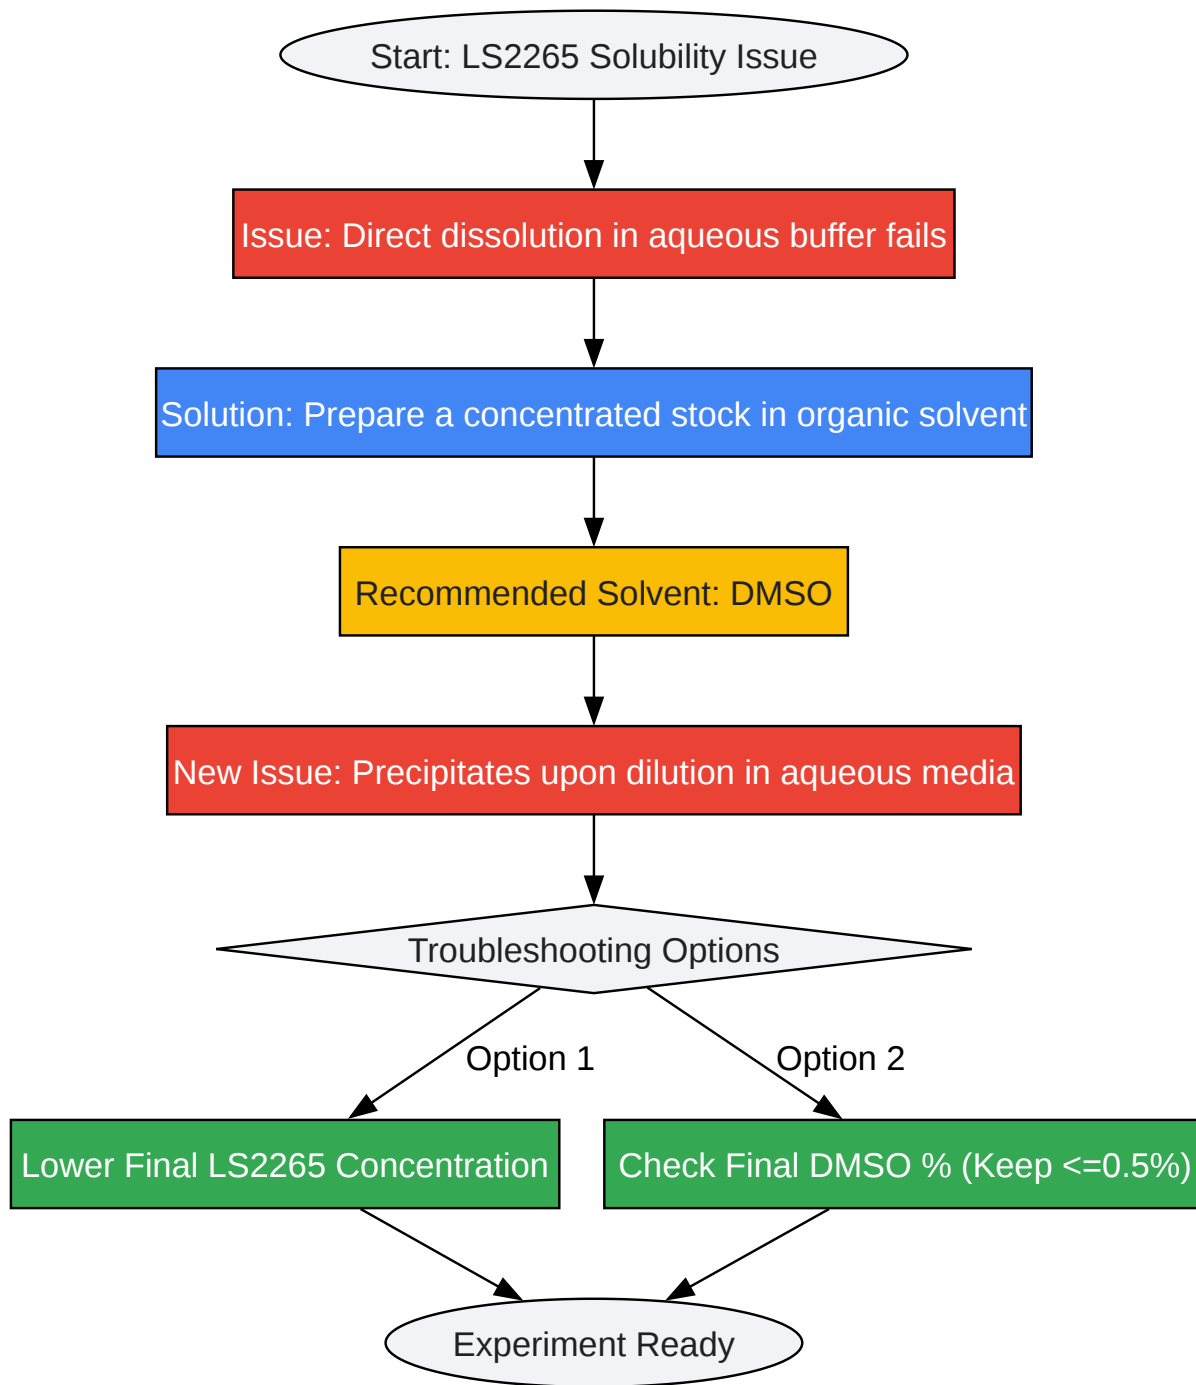 Start: LS2265 Solubility Issue
Issue: Direct dissolution in aqueous buffer fails
Solution: Prepare a concentrated stock in organic solvent
Recommended Solvent: DMSO
New Issue: Precipitates upon dilution in aqueous media
Troubleshooting Options
Option 1
Option 2
Lower Final LS2265 Concentration
Check Final DMSO % (Keep <=0.5%)
Experiment Ready